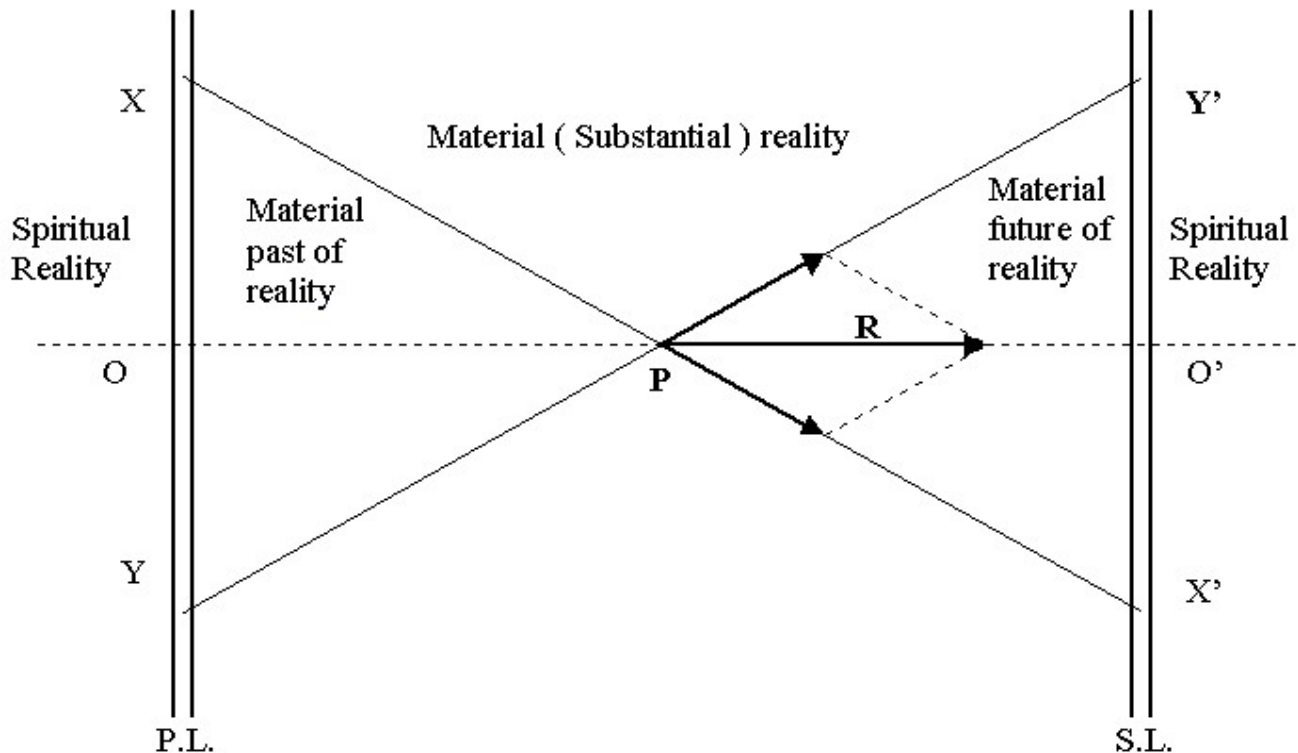 X
Y’
Material ( Substantial ) reality
Spiritual
Reality
Material
past of
reality
Material
future of
reality
Spiritual
Reality
R
O
P
O’
Y
X’
P.L.
S.L.